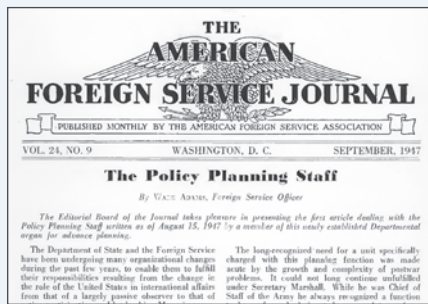 THE
AMERICAN
FOREIGN SERVICE JOURNAL
PUBLISHED MONTHLY BY THE AMERICAN FOREIGN SERVICE ASSOCIATION
VOL. 24, NO. 9 WASHINGTON, D. C. SEPTEMBER, 1947
The Policy Planning Staff
By WARE ADAMS, Foreign Service Officer
The Editorial Board of the Journal takes pleasure in presenting the first article dealing with the
Policy Planning Staff written as of August 15, 1947 by a member of this newly established Departmental
organ for advance planning.
The Department of State and the Foreign Service
have been undergoing many organizational changes
during the past few years, to enable them to fulfill
their responsibilities resulting from the change in
the role of the United States in international affairs
from that of a largely passive observer to that of
The long-recognized need for a unit specifically
charged with this planning function was made
acute by the growth and complexity of postwar
problems. It could not long continue unfulfilled
under Secretary Marshall. While he was Chief of
Staff of the Army he always recognized a function